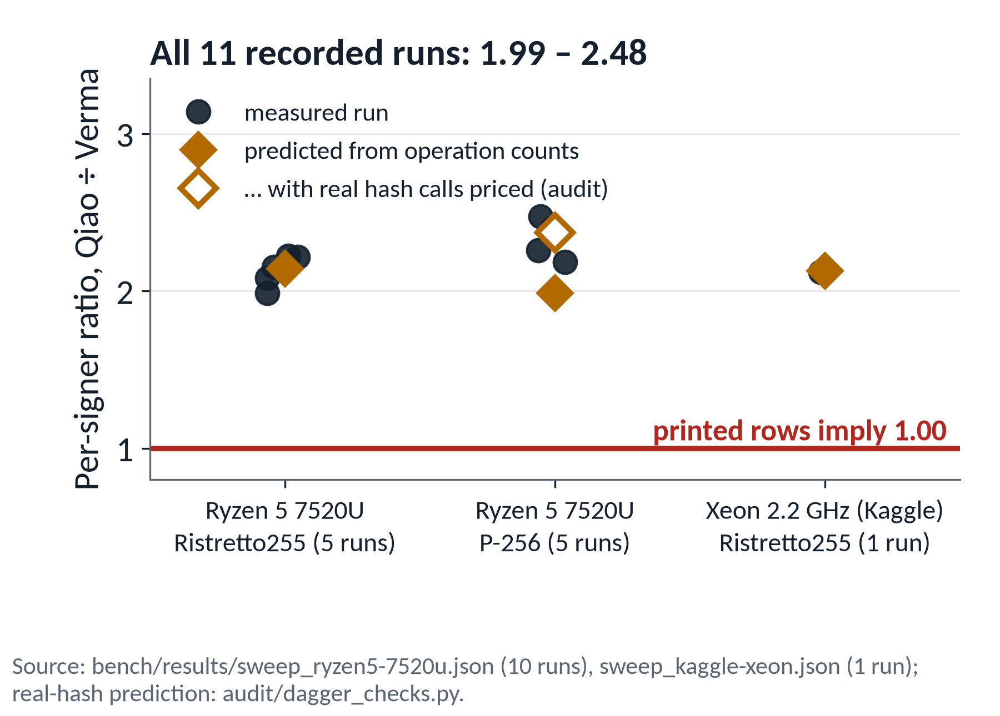 All 11 recorded runs: 1.99 – 2.48
Per-signer ratio, Qiao ÷ Verma
3
2
1
measured run
predicted from operation counts
... with real hash calls priced (audit)
printed rows imply 1.00
Ryzen 5 7520U
Ristretto255 (5 runs)
Ryzen 5 7520U
P-256 (5 runs)
Xeon 2.2 GHz (Kaggle)
Ristretto255 (1 run)
Source: bench/results/sweep_ryzen5-7520u.json (10 runs), sweep_kaggle-xeon.json (1 run);
real-hash prediction: audit/dagger_checks.py.